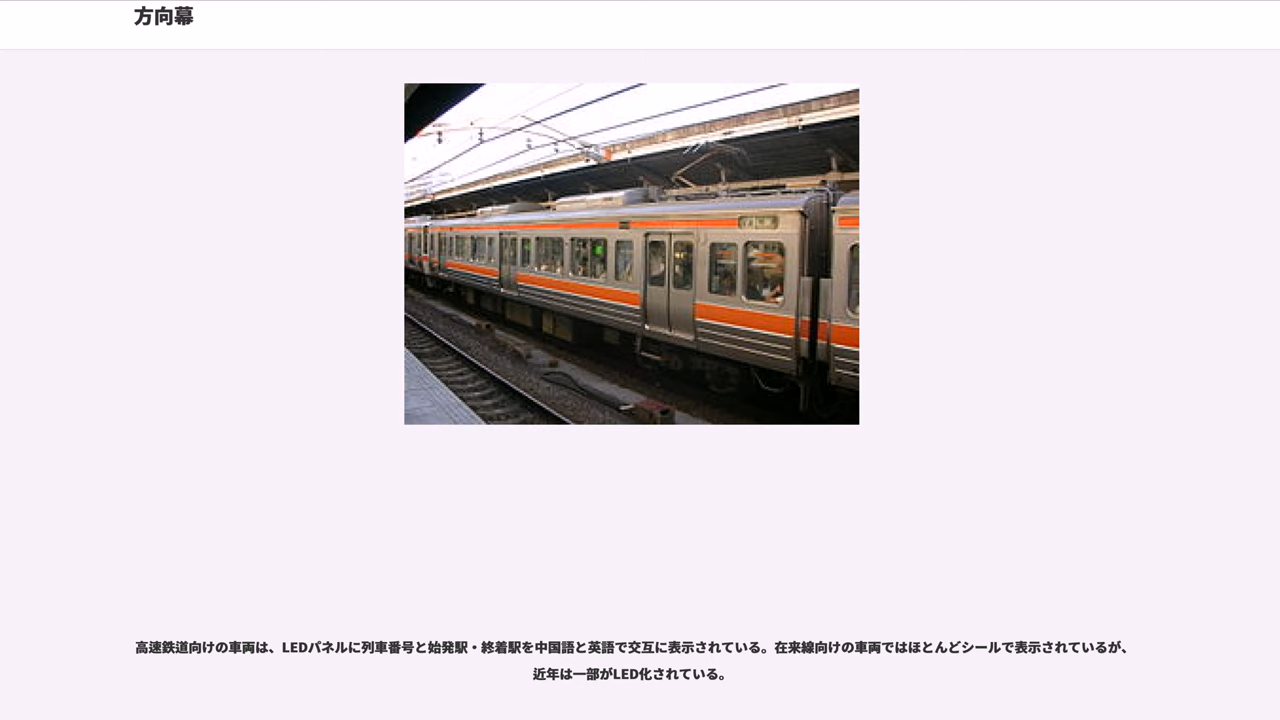 方向幕
高速鉄道向けの車両は、LEDパネルに列車番号と始発駅・終着駅を中国語と英語で交互に表示されている。在来線向けの車両ではほとんどシールで表示されているが、
近年は一部がLED化されている。